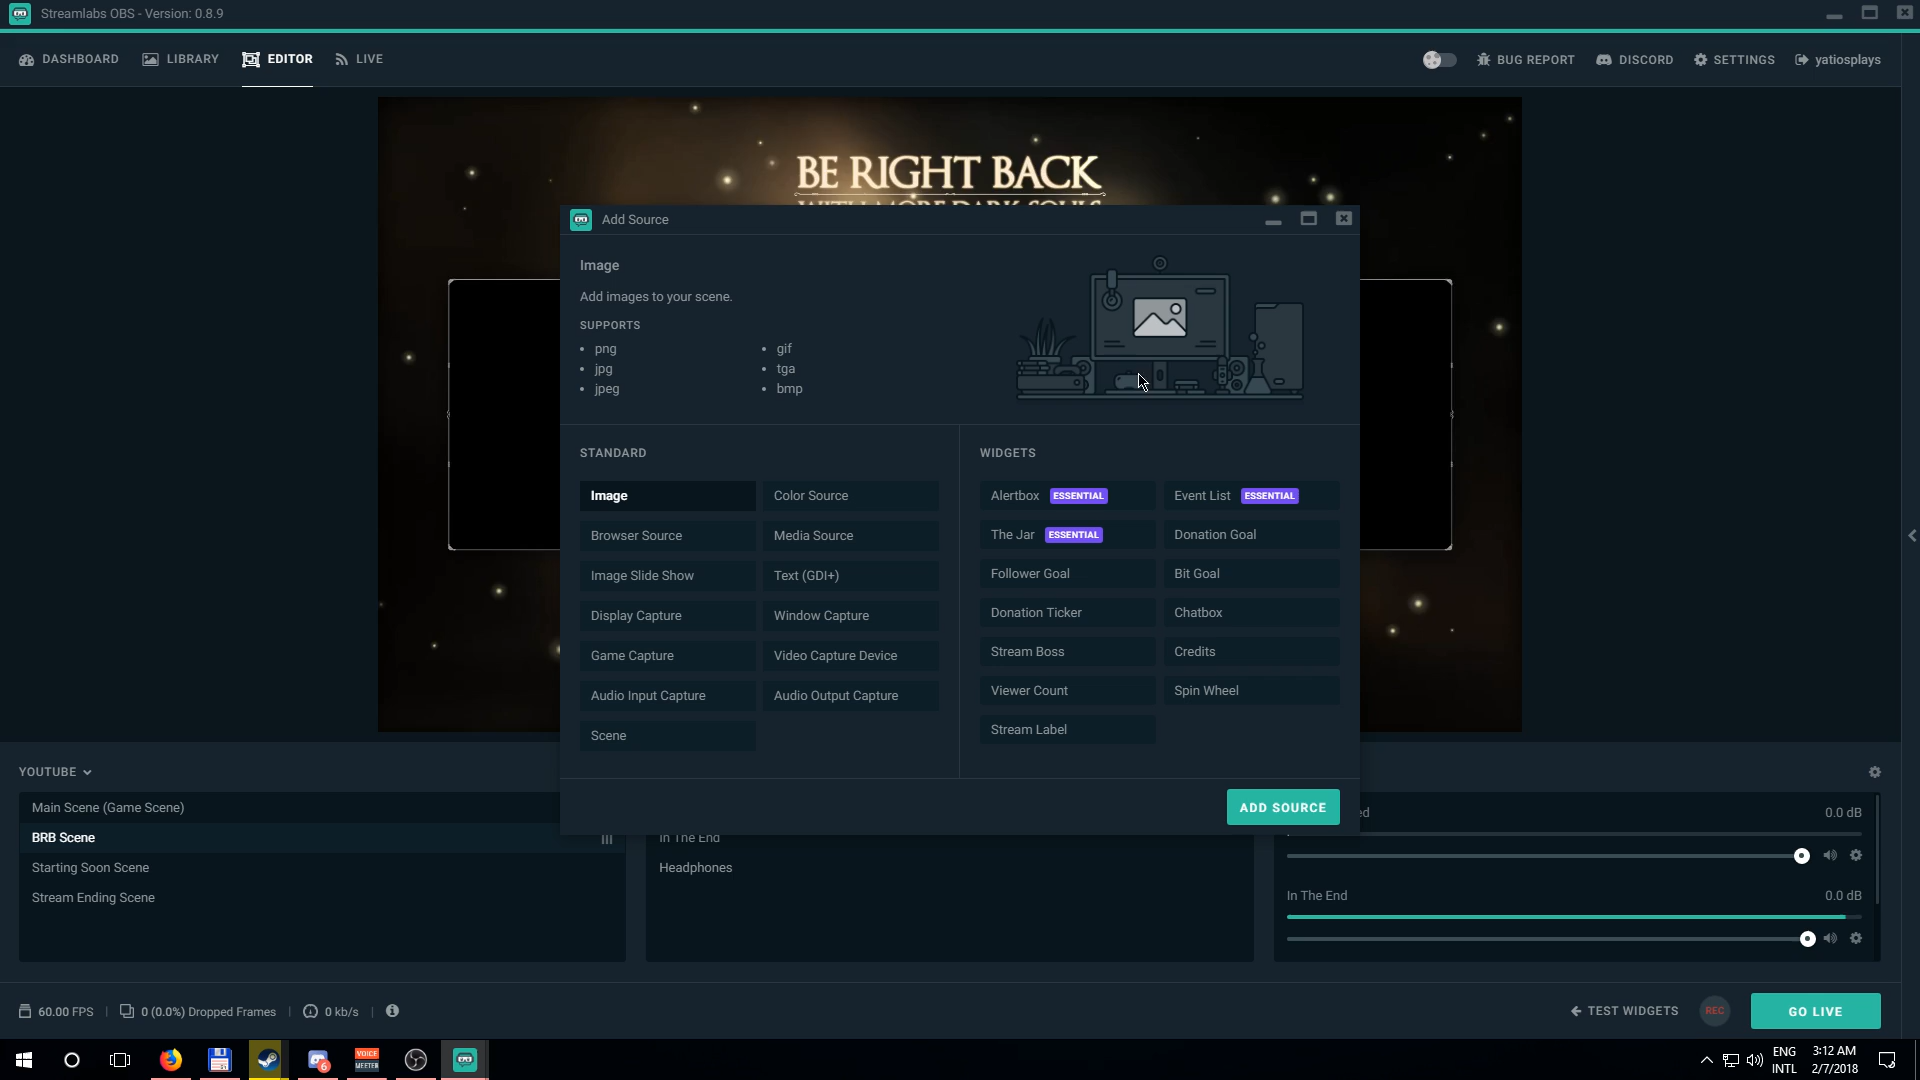 Streamlabs OBS - Version: 0.8.9
DASHBOARD
LIBRARY
EDITOR
LIVE
BUG REPORT
DISCORD
SETTINGS
yatiosplays
BE RIGHT BACK
WITH MORE DARK SOULS
Add Source
Image
Add images to your scene.
SUPPORTS
png
jpg
jpeg
gif
tga
bmp
STANDARD
Image
Color Source
Browser Source
Media Source
Image Slide Show
Text (GDI+)
Display Capture
Window Capture
Game Capture
Video Capture Device
Audio Input Capture
Audio Output Capture
Scene
WIDGETS
Alertbox ESSENTIAL
Event List ESSENTIAL
The Jar ESSENTIAL
Donation Goal
Follower Goal
Bit Goal
Donation Ticker
Chatbox
Stream Boss
Credits
Viewer Count
Spin Wheel
Stream Label
ADD SOURCE
YOUTUBE
Main Scene (Game Scene)
BRB Scene
Starting Soon Scene
Stream Ending Scene
In The End
Headphones
0.0 dB
In The End
0.0 dB
60.00 FPS
0 (0.0%) Dropped Frames
0 kb/s
TEST WIDGETS
REC
GO LIVE
6
VOICE
MEETER
ENG
INTL
3:12 AM
2/7/2018